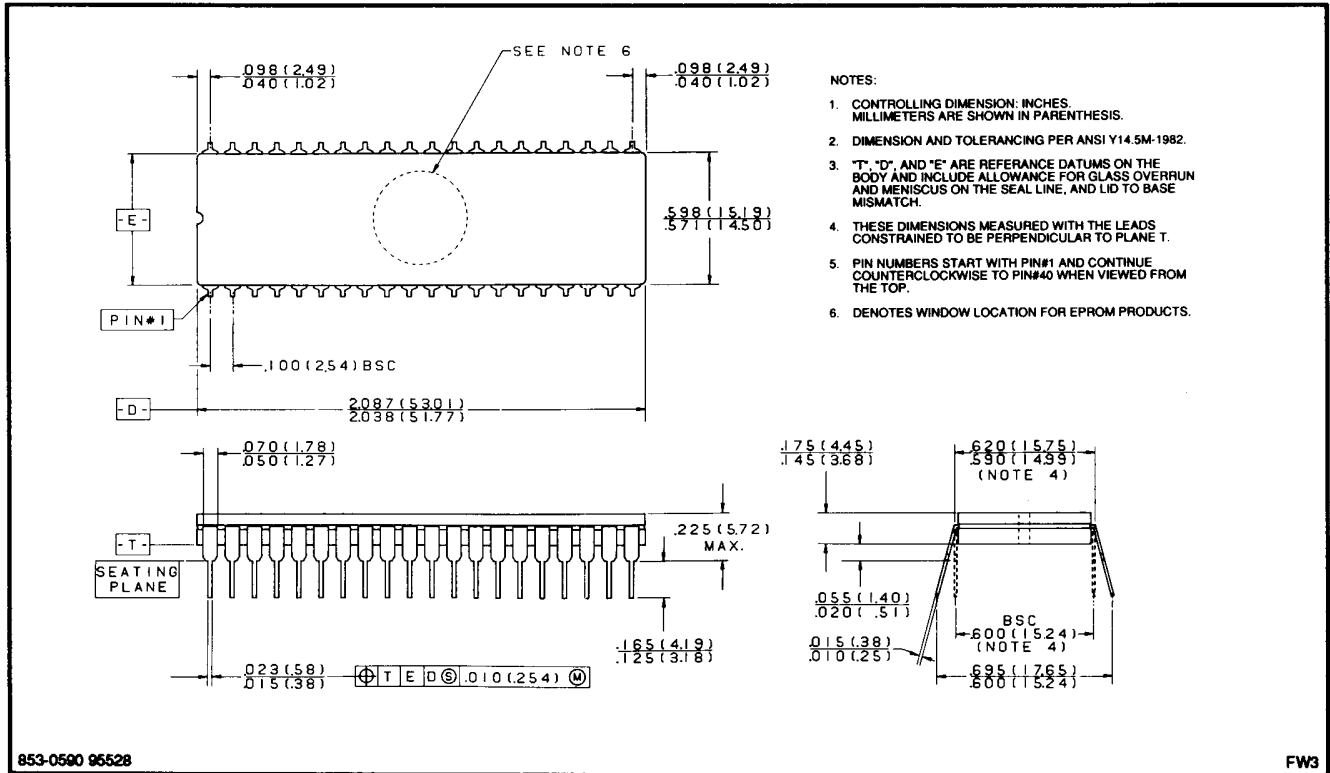 SEE NOTE 6
.098 (2.49)
.040 (1.02)
.098 (2.49)
.040 (1.02)
-E-
.598 (15.19)
.571 (14.50)
PIN#1
.100 (2.54) BSC
-D-
2.087 (53.01)
2.038 (51.77)
NOTES:
1. CONTROLLING DIMENSION: INCHES.
MILLIMETERS ARE SHOWN IN PARENTHESIS.
2. DIMENSION AND TOLERANCING PER ANSI Y14.5M-1982.
3. "T", "D", AND "E" ARE REFERANCE DATUMS ON THE
BODY AND INCLUDE ALLOWANCE FOR GLASS OVERRUN
AND MENISCUS ON THE SEAL LINE, AND LID TO BASE
MISMATCH.
4. THESE DIMENSIONS MEASURED WITH THE LEADS
CONSTRAINED TO BE PERPENDICULAR TO PLANE T.
5. PIN NUMBERS START WITH PIN#1 AND CONTINUE
COUNTERCLOCKWISE TO PIN#40 WHEN VIEWED FROM
THE TOP.
6. DENOTES WINDOW LOCATION FOR EPROM PRODUCTS.
.070 (1.78)
.050 (1.27)
-T-
SEATING
PLANE
.225 (5.72)
MAX.
.165 (4.19)
.125 (3.18)
.023 (.58)
.015 (.38)
⌖ T E D Ⓢ .010 (.254) Ⓜ
.175 (4.45)
.145 (3.68)
.620 (15.75)
.590 (14.99)
(NOTE 4)
.055 (1.40)
.020 ( .51)
.015 (.38)
.010 (.25)
BSC
.600 (15.24)
(NOTE 4)
.695 (17.65)
.600 (15.24)
853-0590 95528
FW3